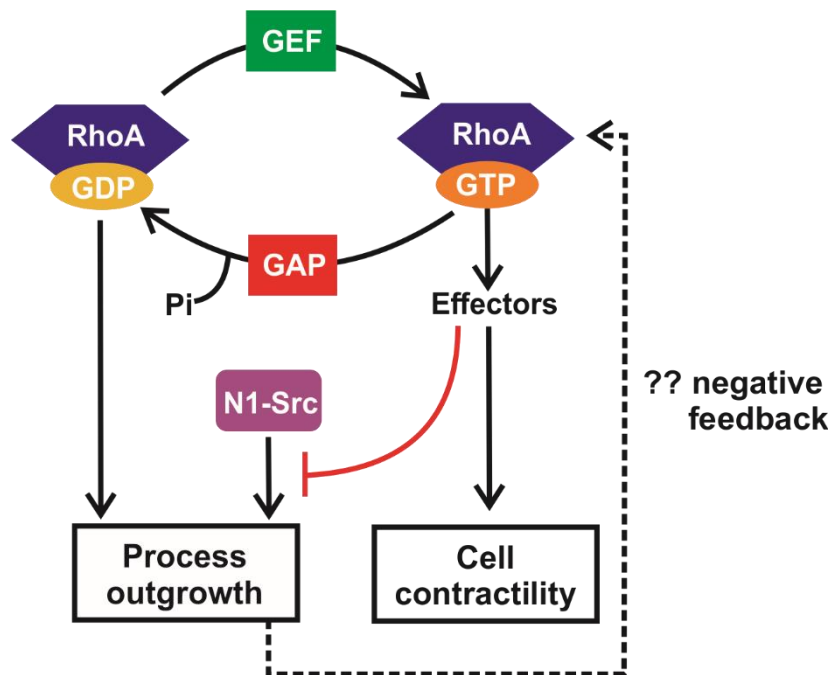 GEF
RhoA
GDP
RhoA
GTP
GAP
Pi
Effectors
N1-Src
?? negative
feedback
Process
outgrowth
Cell
contractility